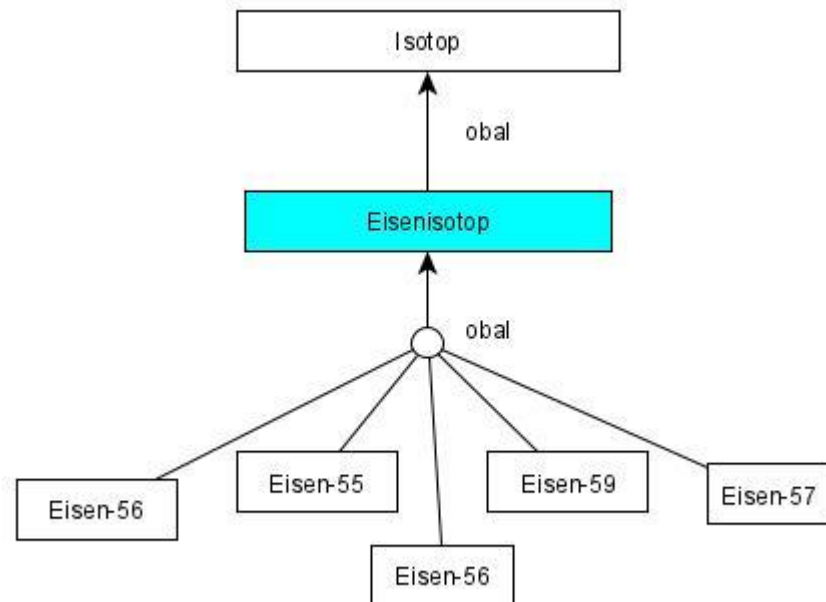 Isotop
obal
Eisenisotop
obal
Eisen-56
Eisen-55
Eisen-56
Eisen-59
Eisen-57